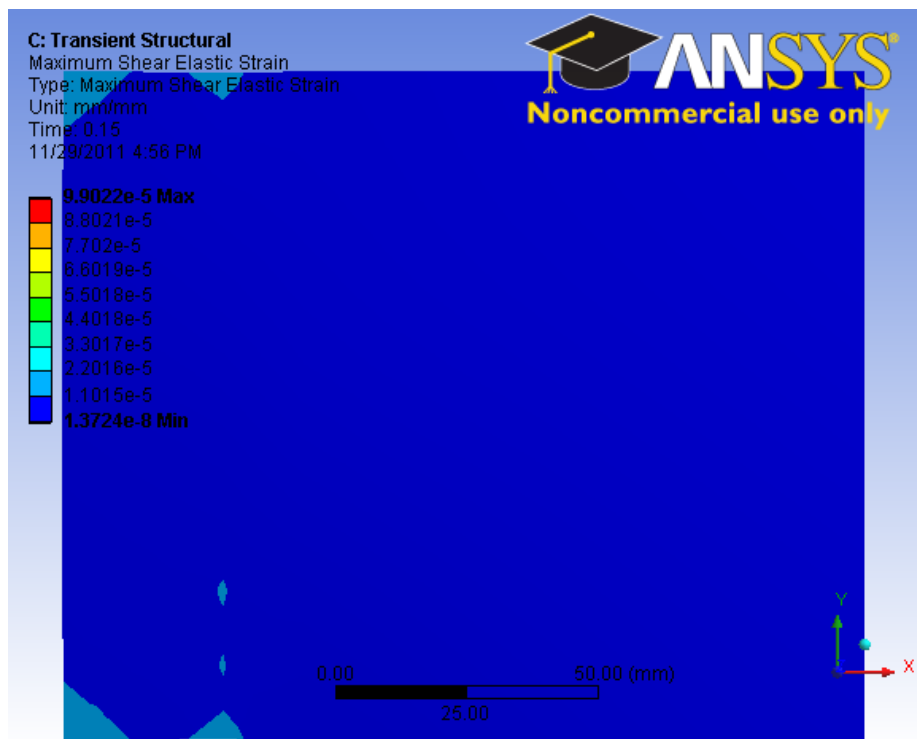 C: Transient Structural
Maximum Shear Elastic Strain
Type: Maximum Shear Elastic Strain
Unit: mm/mm
Time: 0.15
11/29/2011 4:56 PM
ANSYS®
Noncommercial use only
9.9022e-5 Max
8.8021e-5
7.702e-5
6.6019e-5
5.5018e-5
4.4018e-5
3.3017e-5
2.2016e-5
1.1015e-5
1.3724e-8 Min
Y
X
0.00 50.00 (mm)
25.00